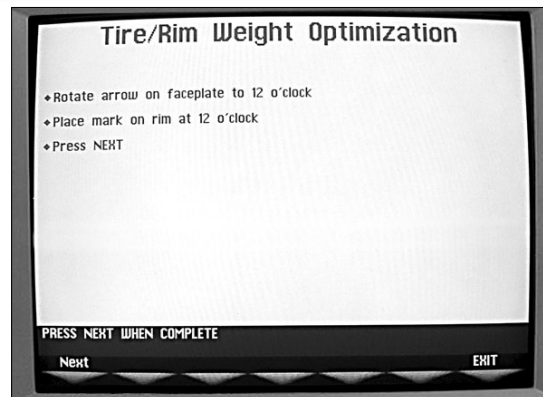 Tire/Rim Weight Optimization
◆Rotate arrow on faceplate to 12 o'clock
◆Place mark on rim at 12 o'clock
◆Press NEXT
PRESS NEXT WHEN COMPLETE
Next EXIT